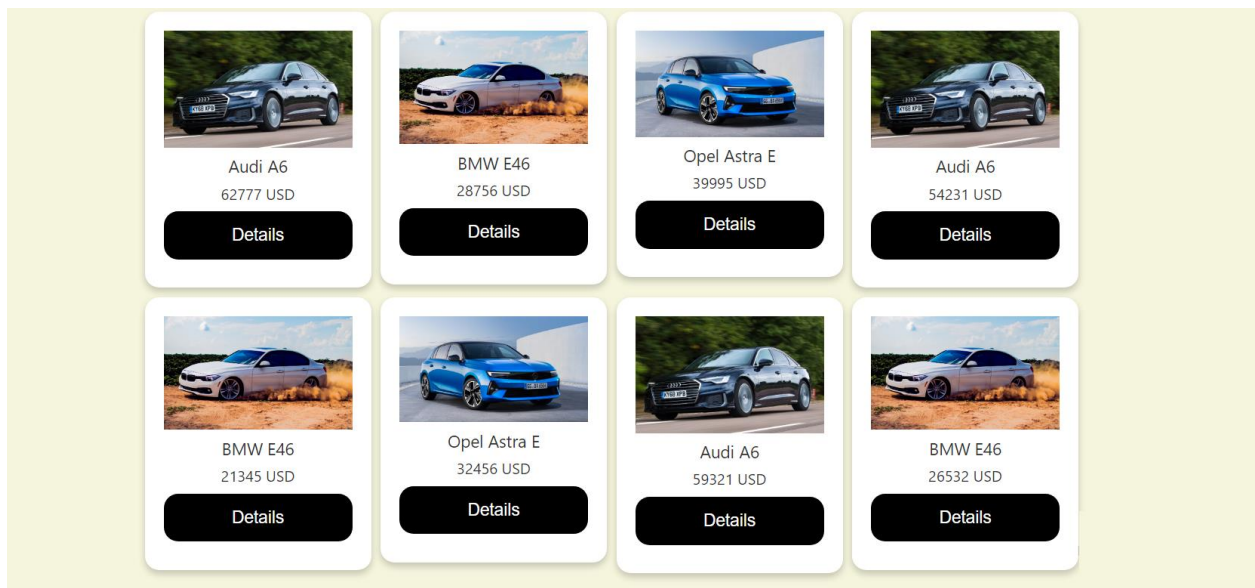 Audi A6
62777 USD
Details
BMW E46
28756 USD
Details
Opel Astra E
39995 USD
Details
Audi A6
54231 USD
Details
BMW E46
21345 USD
Details
Opel Astra E
32456 USD
Details
Audi A6
59321 USD
Details
BMW E46
26532 USD
Details